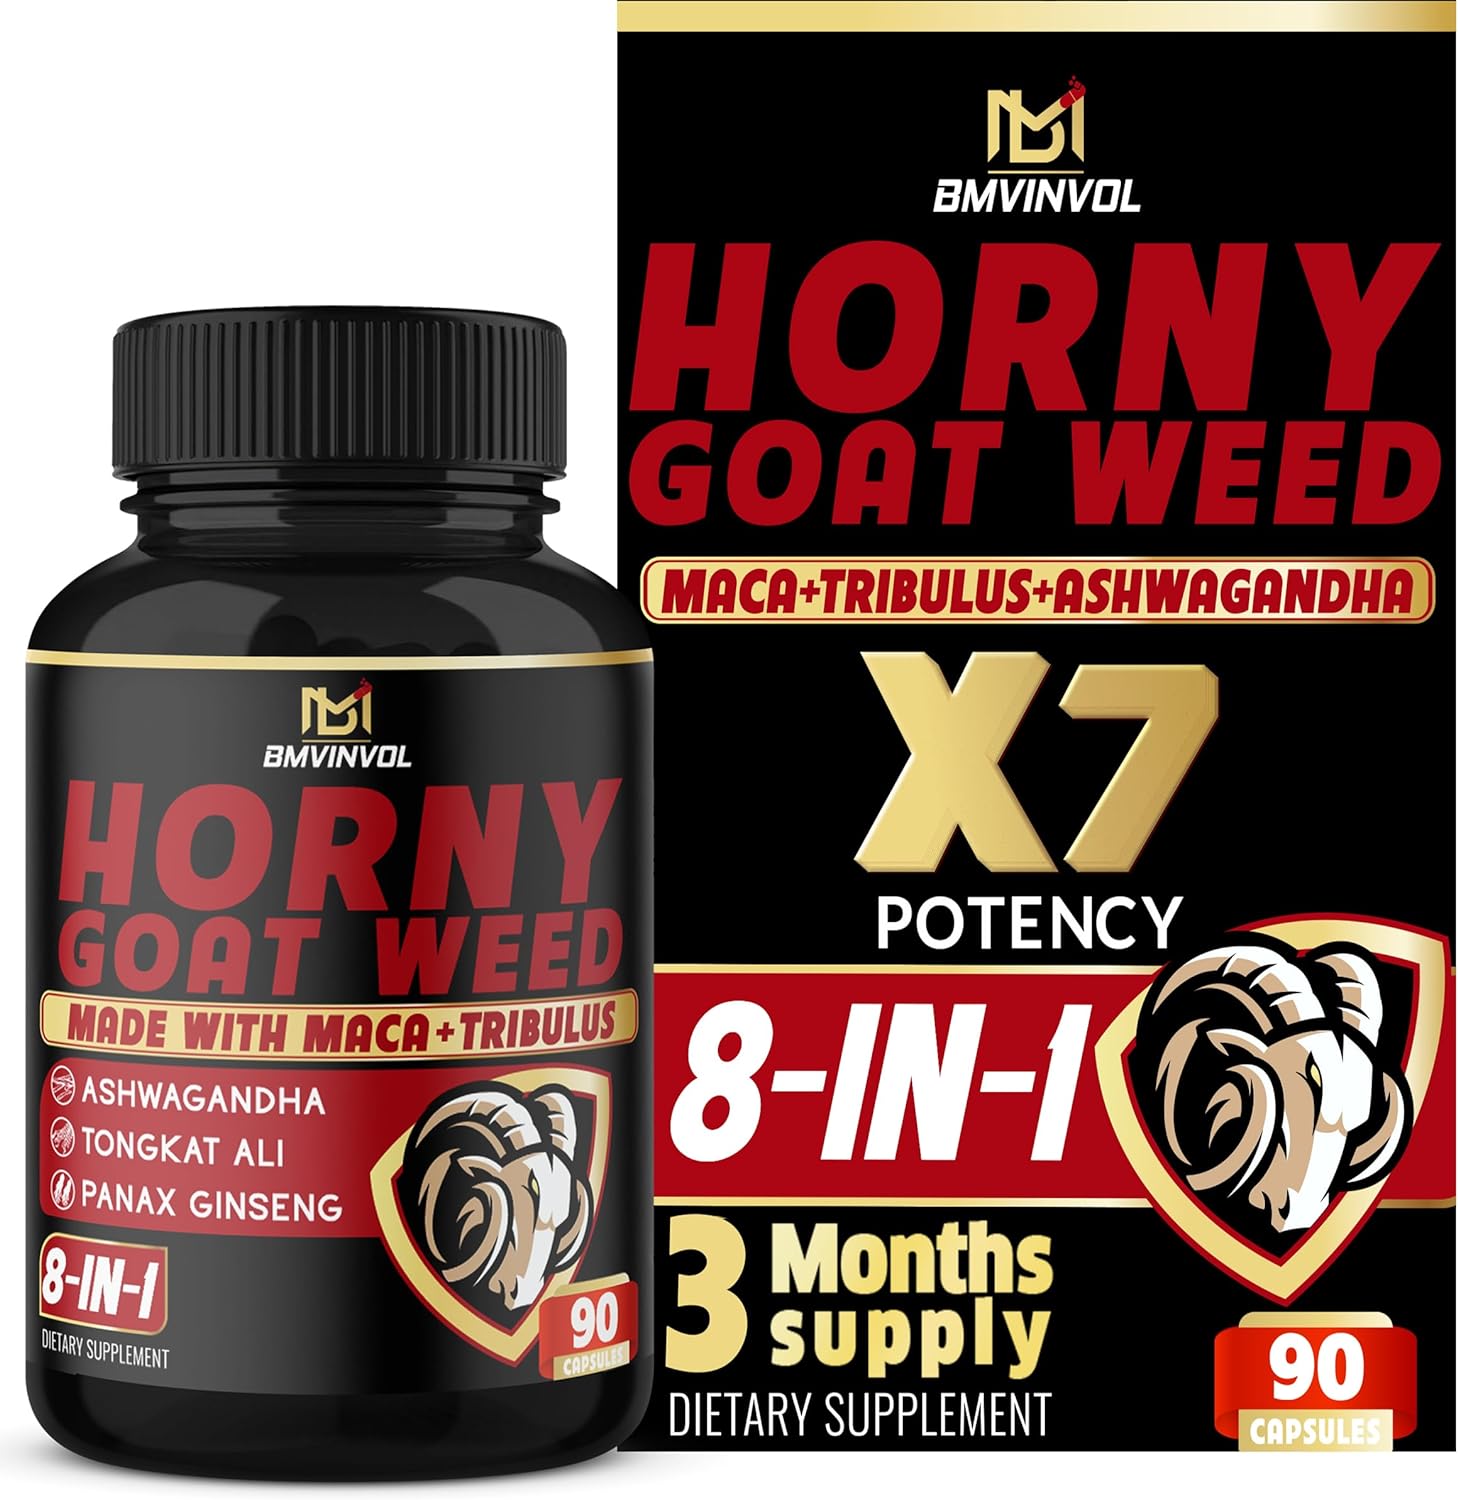 BMVINVOL
HORNY
GOAT WEED
MADE WITH MACA+TRIBULUS
ASHWAGANDHA
TONGKAT ALI
PANAX GINSENG
8-IN-1
DIETARY SUPPLEMENT
90
CAPSULES
BMVINVOL
HORNY
GOAT WEED
MACA+TRIBULUS+ASHWAGANDHA
X7
POTENCY
8-IN-1
3 Months
supply
DIETARY SUPPLEMENT
90
CAPSULES